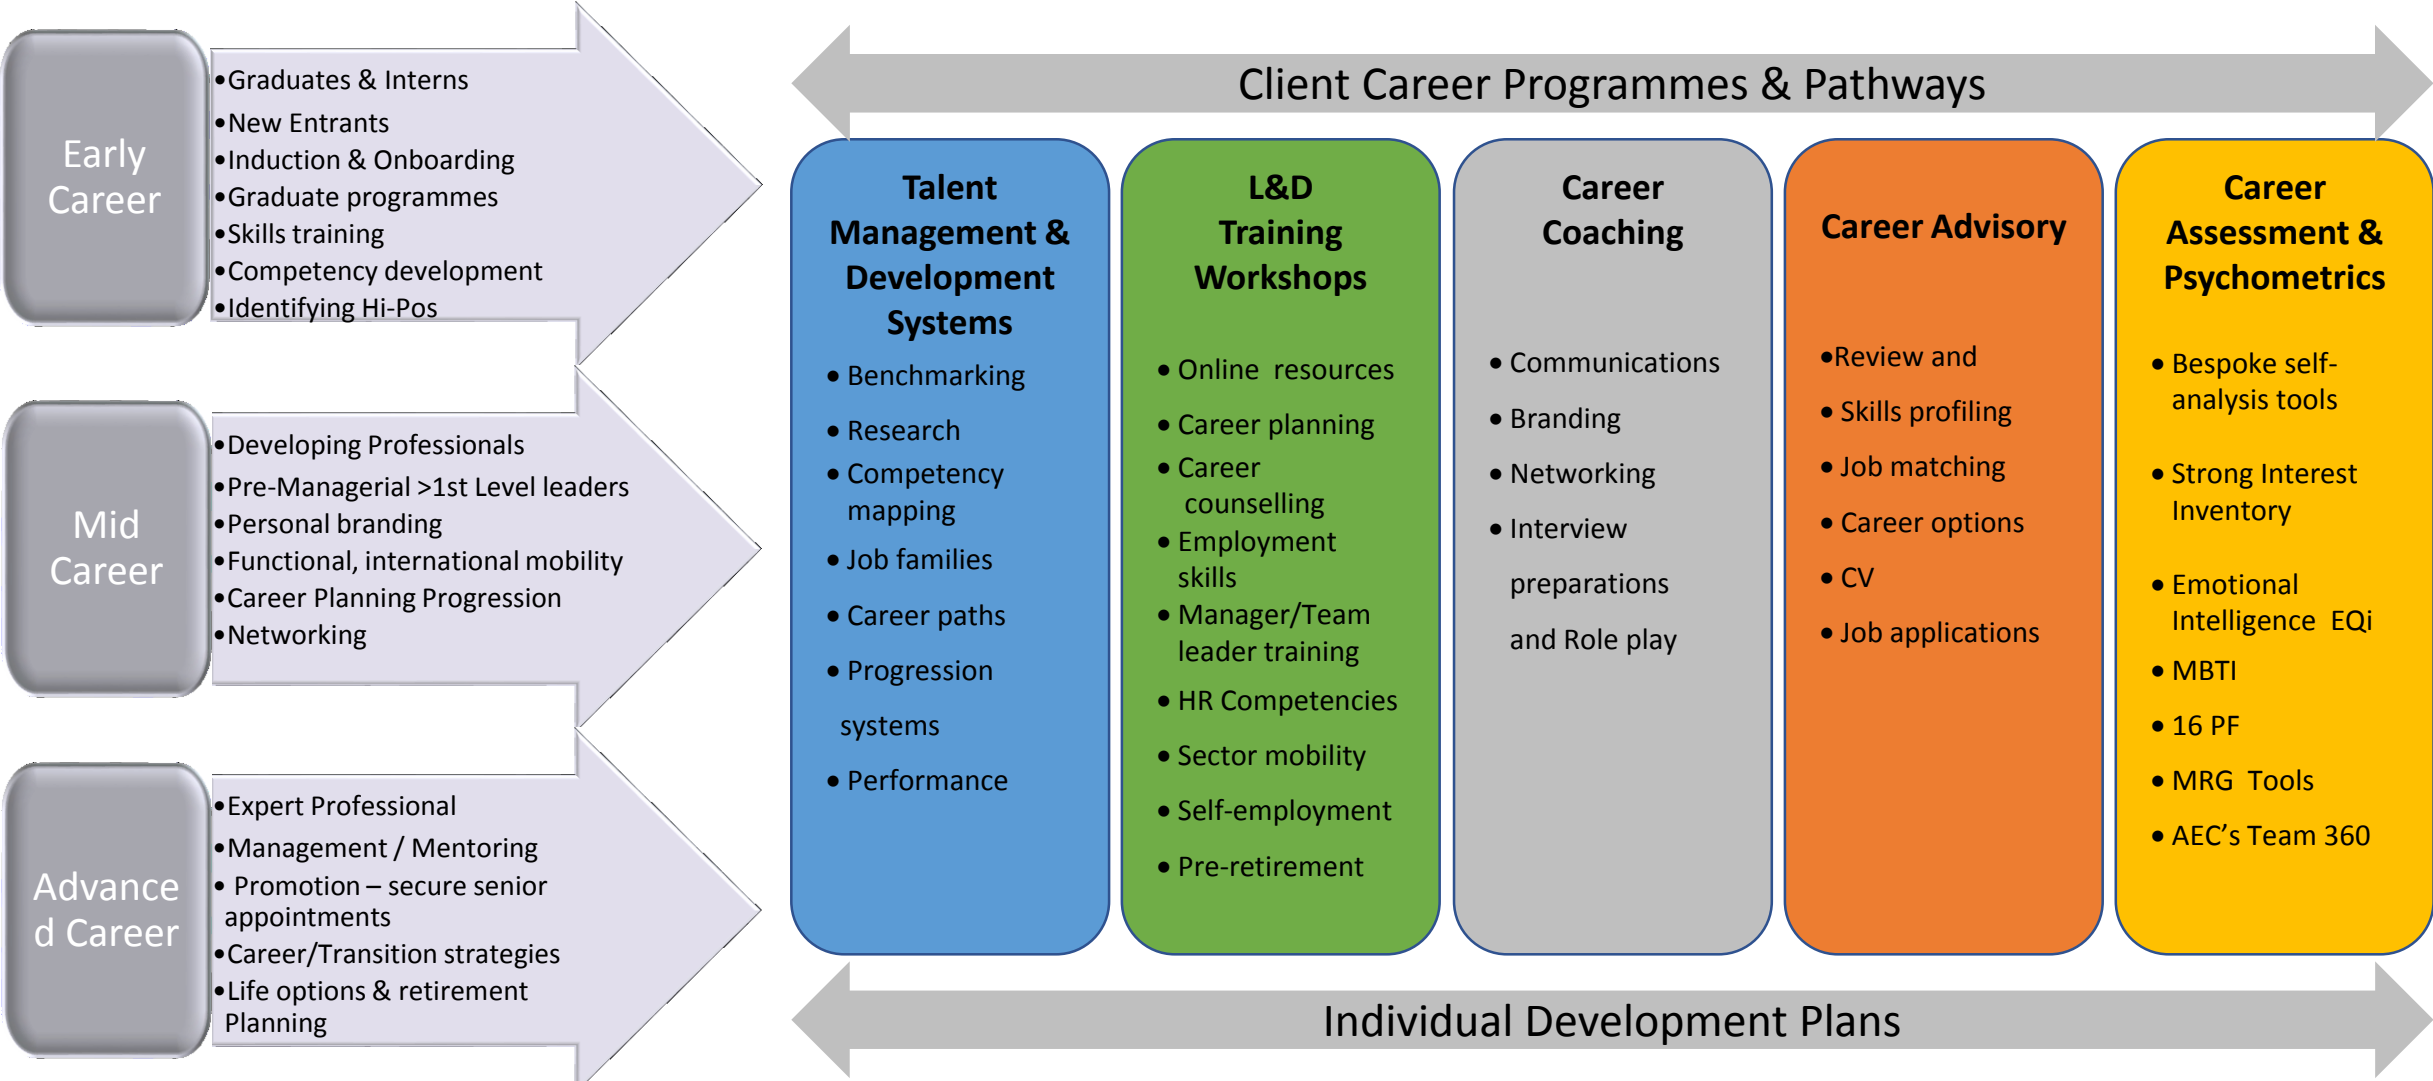 Early
Career
•Graduates & Interns
•New Entrants
•Induction & Onboarding
•Graduate programmes
•Skills training
•Competency development
•Identifying Hi-Pos
Mid
Career
•Developing Professionals
•Pre-Managerial >1st Level leaders
•Personal branding
•Functional, international mobility
•Career Planning Progression
•Networking
Advance
d Career
•Expert Professional
•Management / Mentoring
• Promotion – secure senior
appointments
•Career/Transition strategies
•Life options & retirement
Planning
Client Career Programmes & Pathways
Talent
Management &
Development
Systems
• Benchmarking
• Research
• Competency
mapping
• Job families
• Career paths
• Progression
systems
• Performance
L&D
Training
Workshops
• Online  resources
• Career planning
• Career
counselling
• Employment
skills
• Manager/Team
leader training
• HR Competencies
• Sector mobility
• Self-employment
• Pre-retirement
Career
Coaching
• Communications
• Branding
• Networking
• Interview
preparations
and Role play
Career Advisory
•Review and
• Skills profiling
• Job matching
• Career options
• CV
• Job applications
Career
Assessment &
Psychometrics
• Bespoke self-
analysis tools
• Strong Interest
Inventory
• Emotional
Intelligence  EQi
• MBTI
• 16 PF
• MRG  Tools
• AEC’s Team 360
Individual Development Plans